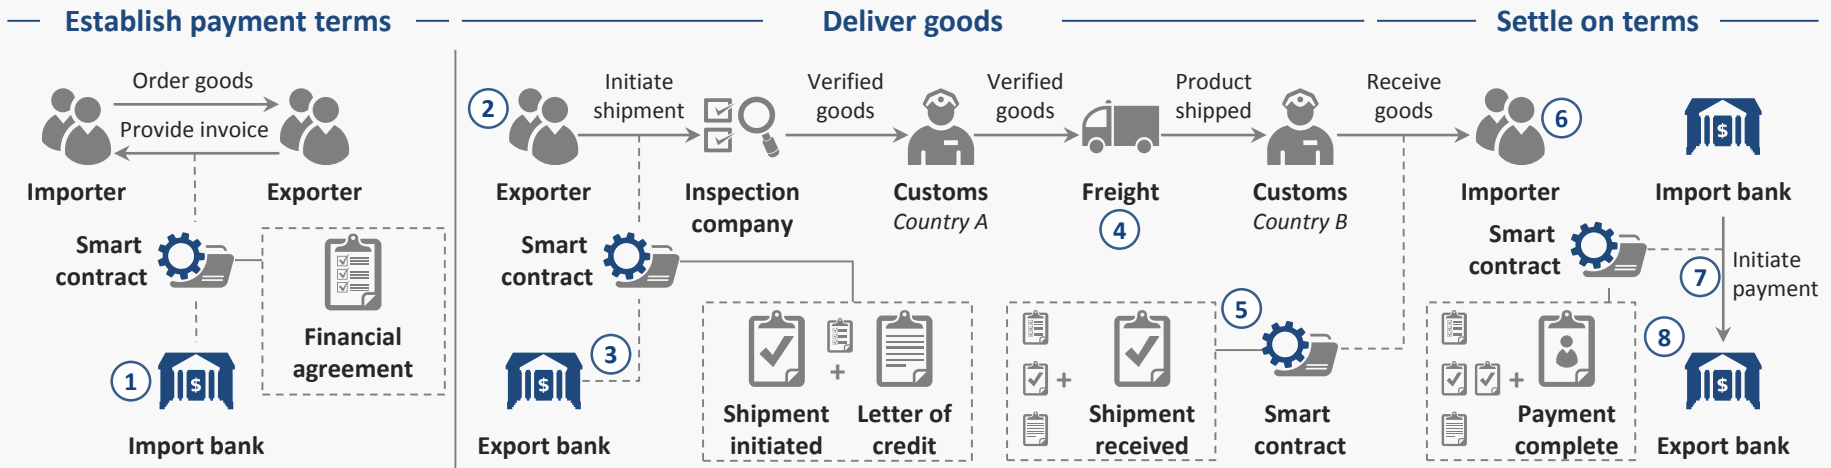 Establish payment terms
Deliver goods
Settle on terms
Order goods
Provide invoice
Importer
Exporter
Smart
contract
Financial
agreement
1
$
Import bank
2
Initiate
shipment
Verified
goods
Verified
goods
Product
shipped
Receive
goods
6
Exporter
Inspection
company
Customs
Country A
Freight
4
Customs
Country B
Importer
Smart
contract
3
$
Export bank
Shipment
initiated
+
Letter of
credit
+
Shipment
received
5
Smart
contract
$
Import bank
Smart
contract
7
Initiate
payment
+
Payment
complete
8
$
Export bank